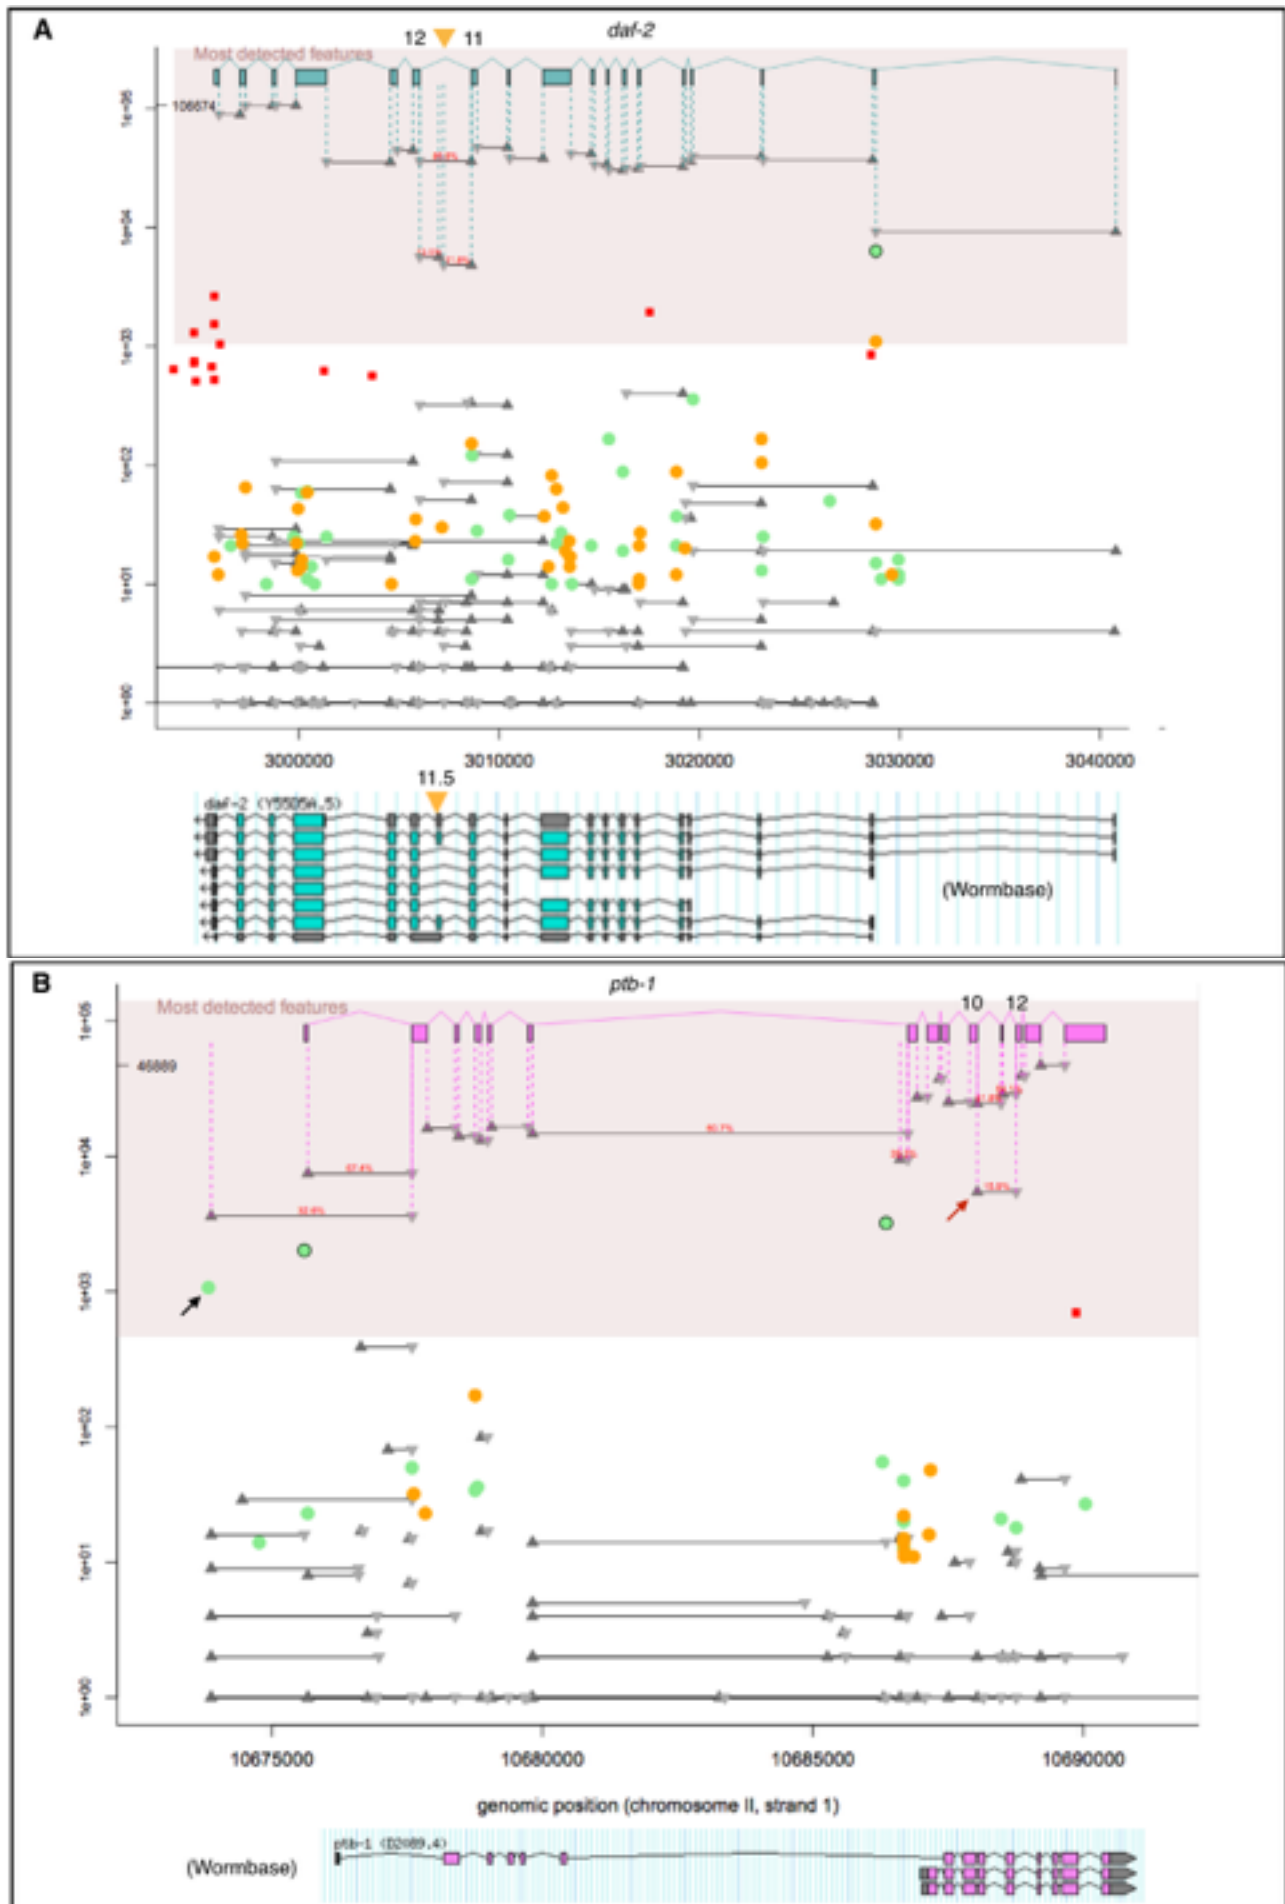 A
daf-2
12 11
Most detected features
106674
1e+05
1e+04
1e+03
1e+02
1e+01
1e+00
3000000 3010000 3020000 3030000 3040000
11.5
daf-2 (Y55D5A.5)
(Wormbase)
B
ptb-1
Most detected features
10 12
1e+05
46889
1e+04
1e+03
1e+02
1e+01
1e+00
10675000 10680000 10685000 10690000
genomic position (chromosome II, strand 1)
ptb-1 (D2089.4)
(Wormbase)